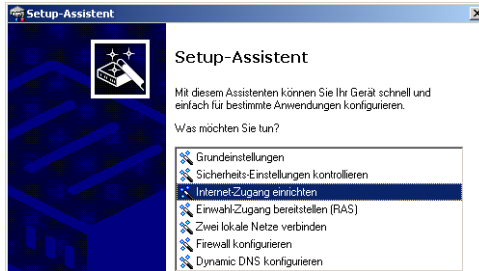 Setup-Assistent
Setup-Assistent
Mit diesem Assistenten können Sie Ihr Gerät schnell und
einfach für bestimmte Anwendungen konfigurieren.
Was möchten Sie tun?
Grundeinstellungen
Sicherheits-Einstellungen kontrollieren
Internet-Zugang einrichten
Einwahl-Zugang bereitstellen (RAS)
Zwei lokale Netze verbinden
Firewall konfigurieren
Dynamic DNS konfigurieren